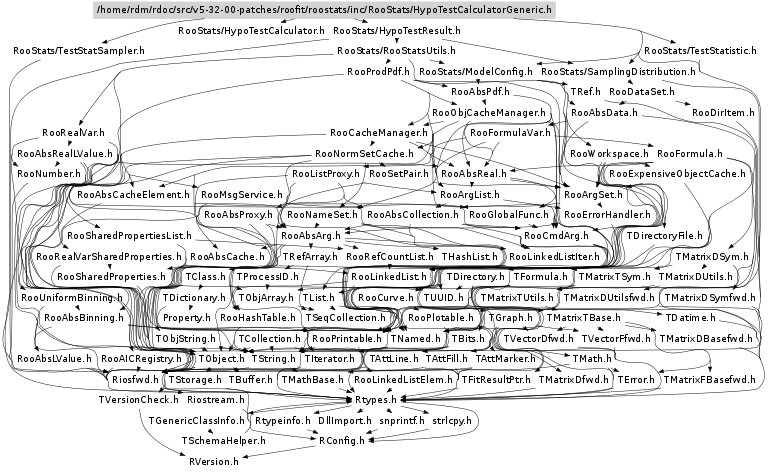 /home/rdm/rdoc/src/v5-32-00-patches/roofit/roostats/inc/RooStats/HypoTestCalculatorGeneric.h
RooStats/HypoTestCalculator.h RooStats/HypoTestResult.h
RooStats/TestStatSampler.h RooStats/RooStatsUtils.h RooStats/TestStatistic.h
RooProdPdf.h RooStats/ModelConfig.h RooStats/SamplingDistribution.h
RooAbsPdf.h TRef.h RooDataSet.h
RooObjCacheManager.h RooAbsData.h RooDirItem.h
RooRealVar.h RooCacheManager.h RooFormulaVar.h
RooAbsRealLValue.h RooNormSetCache.h RooWorkspace.h RooFormula.h
RooNumber.h RooListProxy.h RooSetPair.h RooAbsReal.h RooExpensiveObjectCache.h
RooAbsCacheElement.h RooMsgService.h RooArgList.h RooArgSet.h
RooAbsProxy.h RooNameSet.h RooAbsCollection.h RooGlobalFunc.h RooErrorHandler.h
RooSharedPropertiesList.h RooAbsArg.h RooCmdArg.h TDirectoryFile.h
RooRealVarSharedProperties.h RooAbsCache.h TRefArray.h RooRefCountList.h THashList.h RooLinkedListIter.h TMatrixDSym.h
RooSharedProperties.h TClass.h TProcessID.h RooLinkedList.h TDirectory.h TFormula.h TMatrixTSym.h TMatrixDUtils.h
RooUniformBinning.h TDictionary.h TObjArray.h TList.h RooCurve.h TUUID.h TMatrixTUtils.h TMatrixDUtilsfwd.h TMatrixDSymfwd.h
RooAbsBinning.h Property.h RooHashTable.h TSeqCollection.h RooPlotable.h TGraph.h TMatrixTBase.h TDatime.h
TObjString.h TCollection.h RooPrintable.h TNamed.h TBits.h TVectorDfwd.h TVectorFfwd.h TMatrixDBasefwd.h
RooAbsLValue.h RooAICRegistry.h TObject.h TString.h TIterator.h TAttLine.h TAttFill.h TAttMarker.h TMath.h
Riosfwd.h TStorage.h TBuffer.h TMathBase.h RooLinkedListElem.h TFitResultPtr.h TMatrixDfwd.h TError.h TMatrixFBasefwd.h
TVersionCheck.h Riostream.h Rtypes.h
TGenericClassInfo.h Rtypeinfo.h DllImport.h snprintf.h strlcpy.h
TSchemaHelper.h RConfig.h
RVersion.h